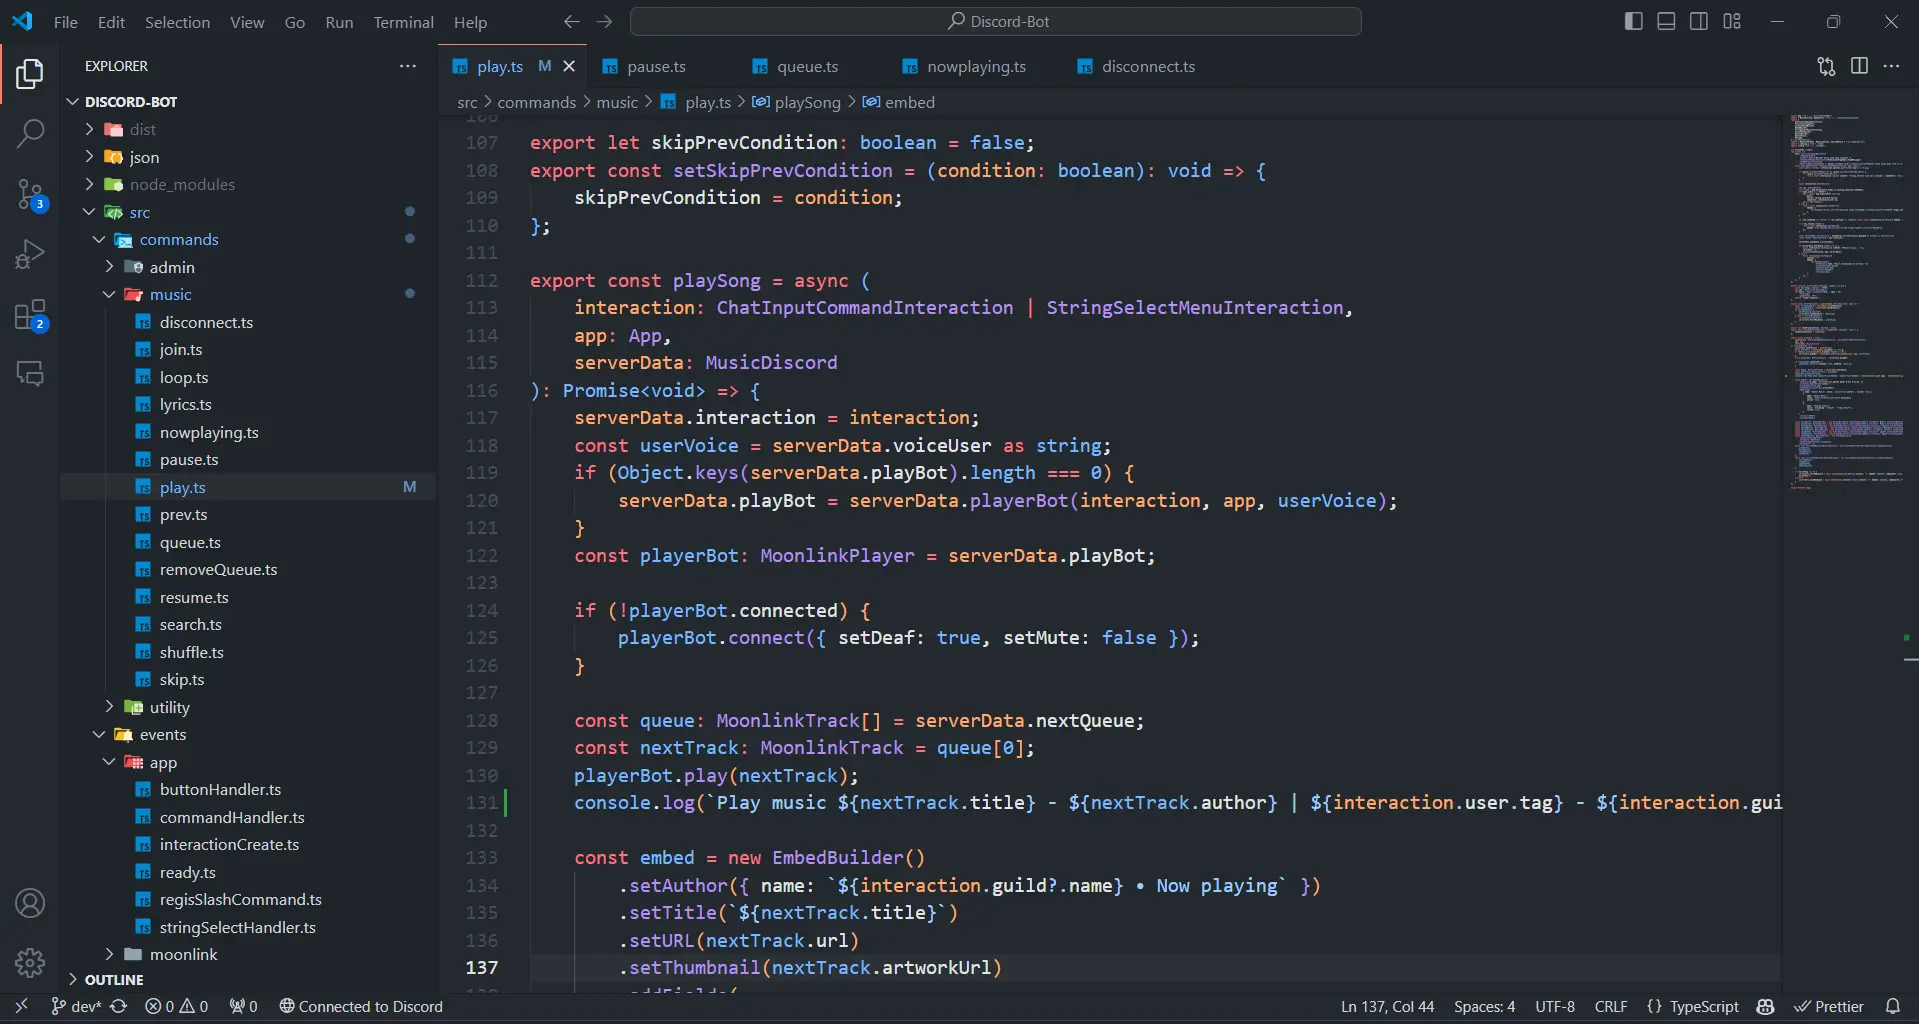 File Edit Selection View Go Run Terminal Help
Discord-Bot
EXPLORER
DISCORD-BOT
dist
json
node_modules
src
commands
admin
music
disconnect.ts
join.ts
loop.ts
lyrics.ts
nowplaying.ts
pause.ts
play.ts M
prev.ts
queue.ts
removeQueue.ts
resume.ts
search.ts
shuffle.ts
skip.ts
utility
events
app
buttonHandler.ts
commandHandler.ts
interactionCreate.ts
ready.ts
regisSlashCommand.ts
stringSelectHandler.ts
moonlink
OUTLINE
3
2
play.ts M pause.ts queue.ts nowplaying.ts disconnect.ts
src > commands > music > play.ts > playSong > embed
107 export let skipPrevCondition: boolean = false;
108 export const setSkipPrevCondition = (condition: boolean): void => {
109 skipPrevCondition = condition;
110 };
111
112 export const playSong = async (
113 interaction: ChatInputCommandInteraction | StringSelectMenuInteraction,
114 app: App,
115 serverData: MusicDiscord
116 ): Promise<void> => {
117 serverData.interaction = interaction;
118 const userVoice = serverData.voiceUser as string;
119 if (Object.keys(serverData.playBot).length === 0) {
120 serverData.playBot = serverData.playerBot(interaction, app, userVoice);
121 }
122 const playerBot: MoonlinkPlayer = serverData.playBot;
123
124 if (!playerBot.connected) {
125 playerBot.connect({ setDeaf: true, setMute: false });
126 }
127
128 const queue: MoonlinkTrack[] = serverData.nextQueue;
129 const nextTrack: MoonlinkTrack = queue[0];
130 playerBot.play(nextTrack);
131 console.log(`Play music ${nextTrack.title} - ${nextTrack.author} | ${interaction.user.tag} - ${interaction.gui
132
133 const embed = new EmbedBuilder()
134 .setAuthor({ name: `${interaction.guild?.name} • Now playing` })
135 .setTitle(`${nextTrack.title}`)
136 .setURL(nextTrack.url)
137 .setThumbnail(nextTrack.artworkUrl)
dev* 0 0 0 Connected to Discord Ln 137, Col 44 Spaces: 4 UTF-8 CRLF {} TypeScript Prettier